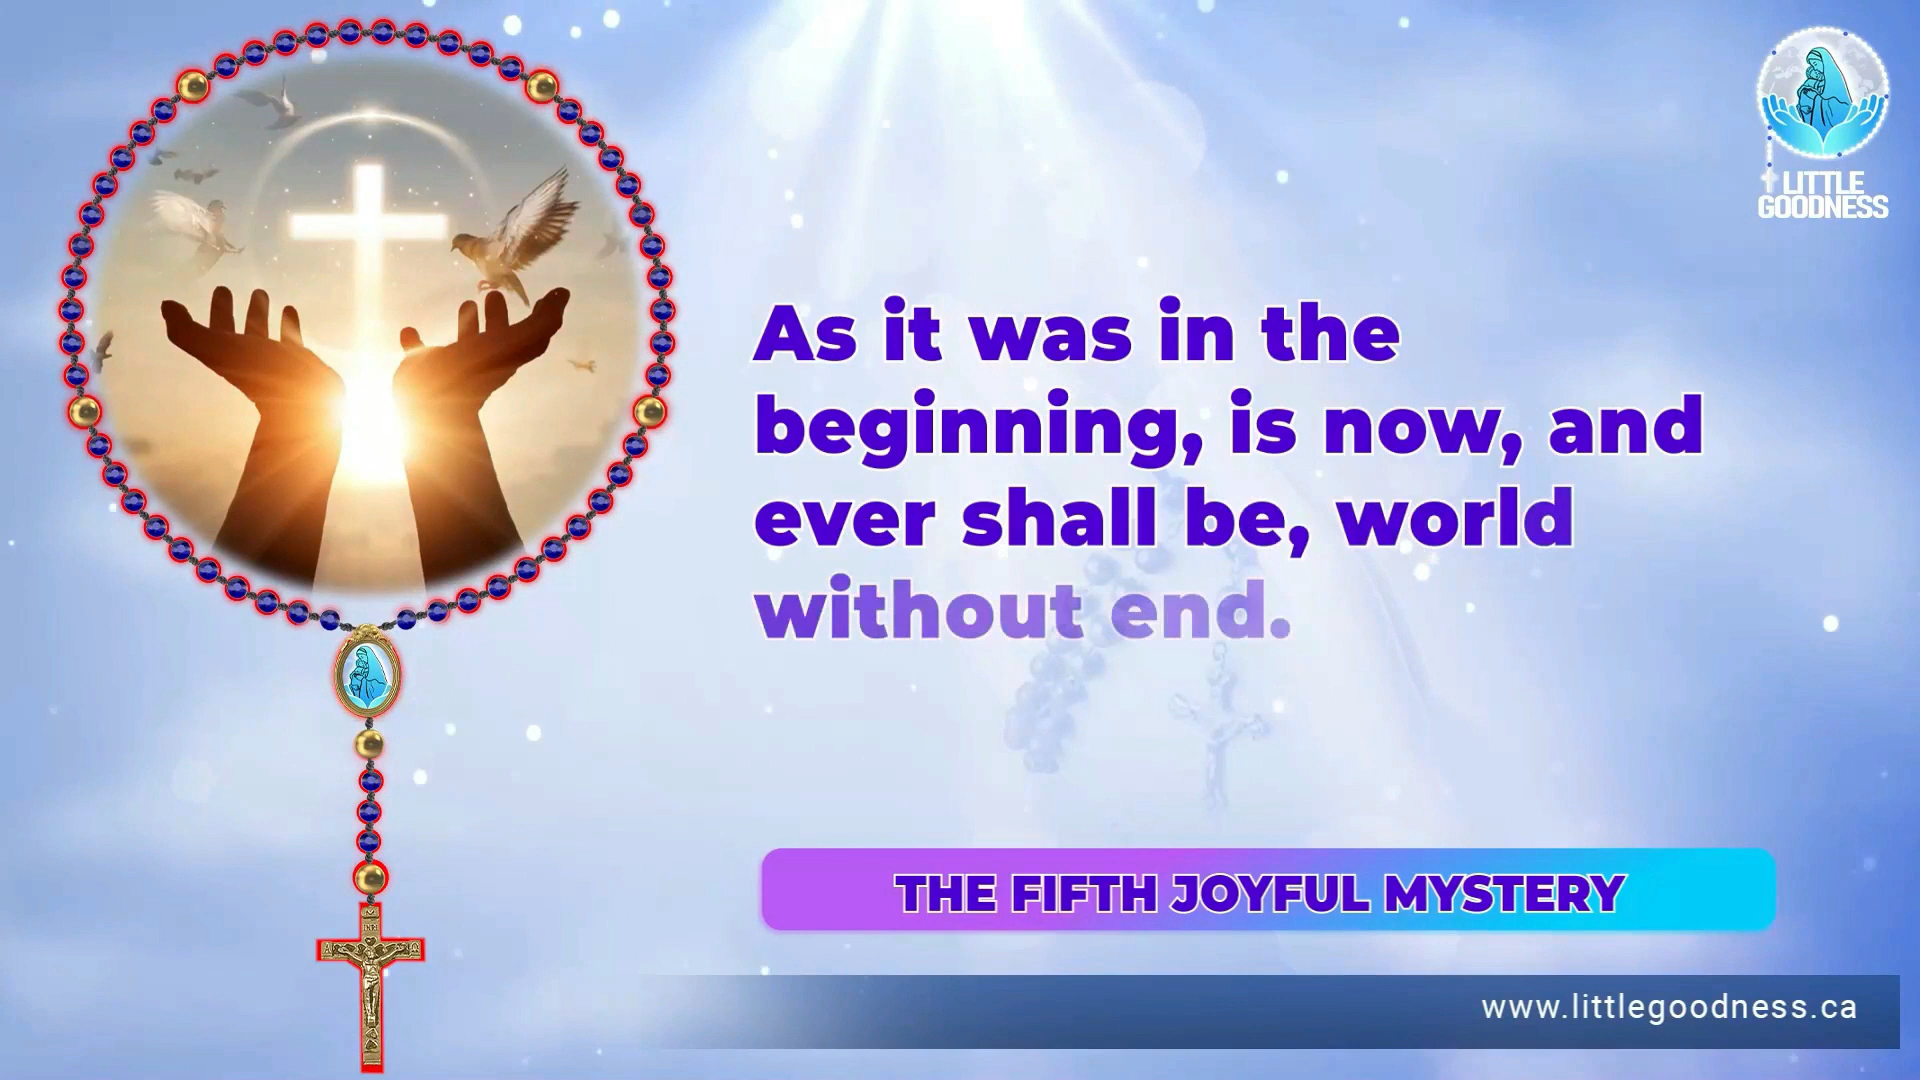 LITTLE
GOODNESS
As it was in the
beginning, is now, and
ever shall be, world
without end.
THE FIFTH JOYFUL MYSTERY
INRI
www.littlegoodness.ca